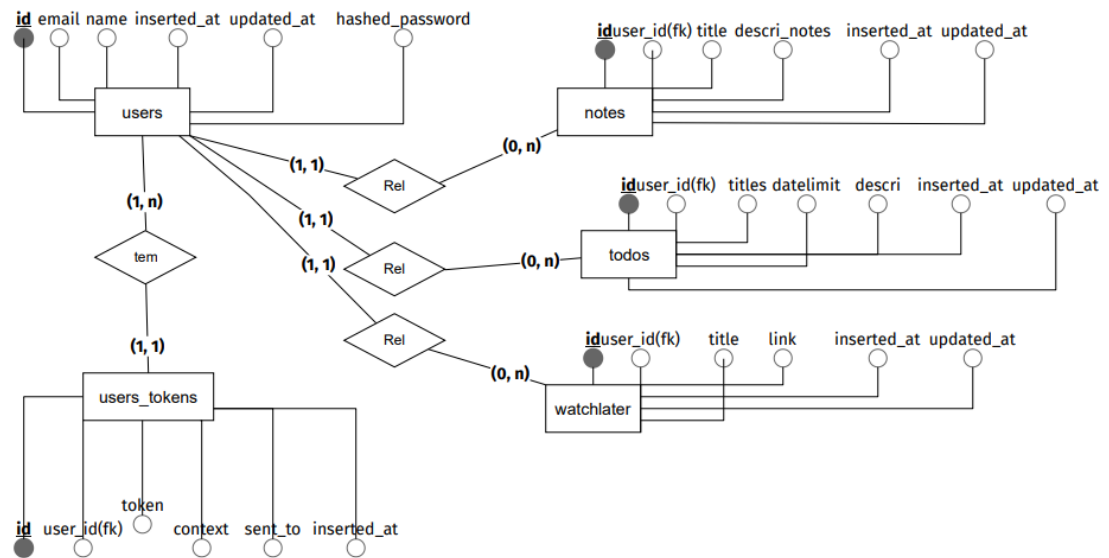 id email name inserted_at updated_at hashed_password
users
iduser_id(fk) title descri_notes inserted_at updated_at
notes
(1, 1)
Rel
(0, n)
(1, n)
tem
(1, 1)
(1, 1)
Rel
(0, n)
iduser_id(fk) titles datelimit descri inserted_at updated_at
todos
(1, 1)
Rel
(0, n)
iduser_id(fk) title link inserted_at updated_at
watchlater
users_tokens
token
id user_id(fk) context sent_to inserted_at